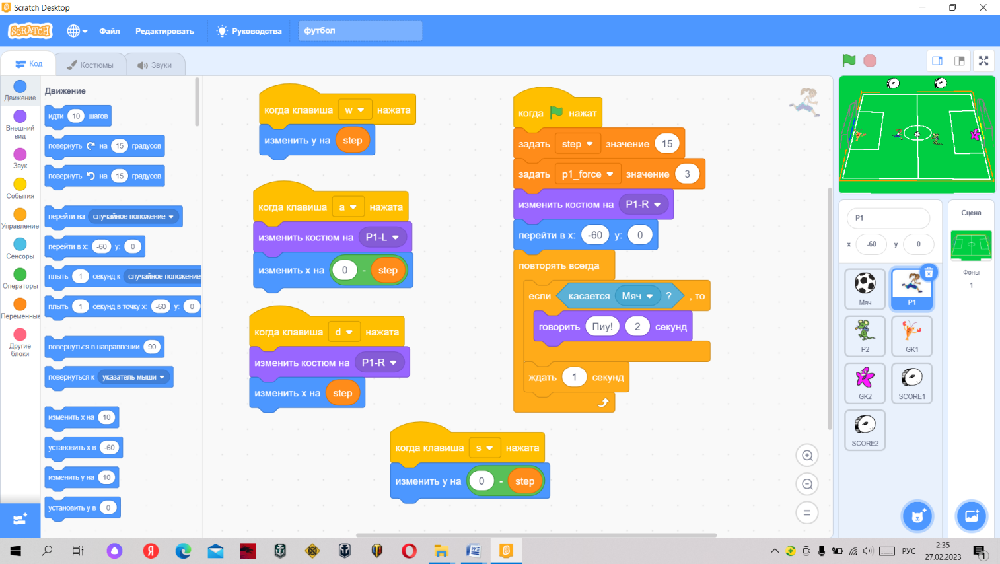 Scratch Desktop
SCRATCH Файл Редактировать Руководства футбол
Код Костюмы Звуки
Движение
Внешний вид
Звук
События
Управление
Сенсоры
Операторы
Переменные
Другие блоки
Движение
идти 10 шагов
повернуть на 15 градусов
повернуть на 15 градусов
перейти на случайное положение
перейти в x: -60 y: 0
плыть 1 секунд к случайное положение
плыть 1 секунд в точку x: -60 y: 0
повернуться в направлении 90
повернуться к указатель мыши
изменить x на 10
установить x в -60
изменить y на 10
установить y в 0
когда клавиша w нажата
изменить y на step
когда клавиша a нажата
изменить костюм на P1-L
изменить x на 0 - step
когда клавиша d нажата
изменить костюм на P1-R
изменить x на step
когда клавиша s нажата
изменить y на 0 - step
когда нажат
задать step значение 15
задать p1_force значение 3
изменить костюм на P1-R
перейти в x: -60 y: 0
повторять всегда
если касается Мяч ? , то
говорить Пиу! 2 секунд
ждать 1 секунд
P1
x -60 y 0
Мяч P1
P2 GK1
GK2 SCORE1
SCORE2
Сцена
Фоны
1
РУС
2:35
27.02.2023
1